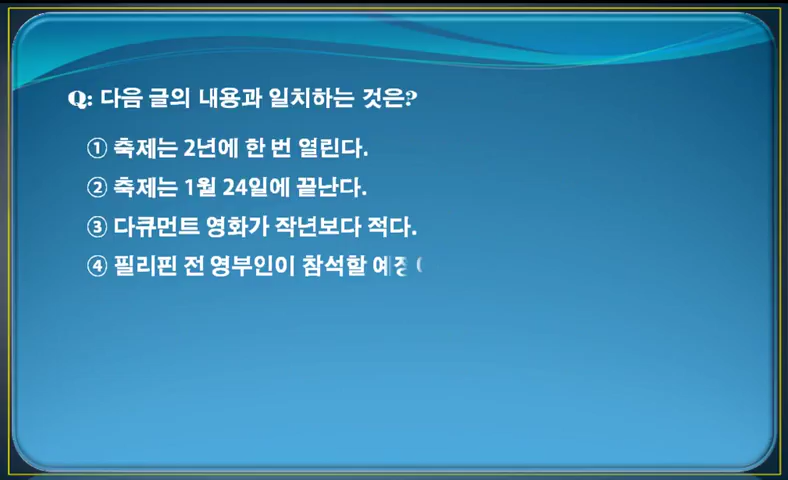 Q: 다음 글의 내용과 일치하는 것은?
① 축제는 2년에 한 번 열린다.
② 축제는 1월 24일에 끝난다.
③ 다큐먼트 영화가 작년보다 적다.
④ 필리핀 전 영부인이 참석할